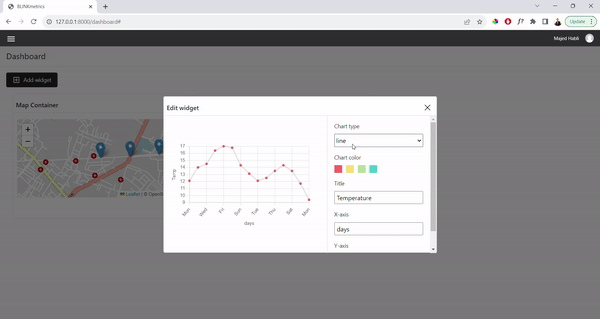 BLINKmetrics
127.0.0.1:8000/dashboard#
Update
Majed Habli
Dashboard
Add widget
Map Container
+
−
Leaflet | © OpenS
Edit widget
17
16
15
14
13
12
11
10
9
Temp
Mon
Wed
Fri
Sun
Tue
Thu
Sat
Mon
days
Chart type
line
Chart color
Title
Temperature
X-axis
days
Y-axis